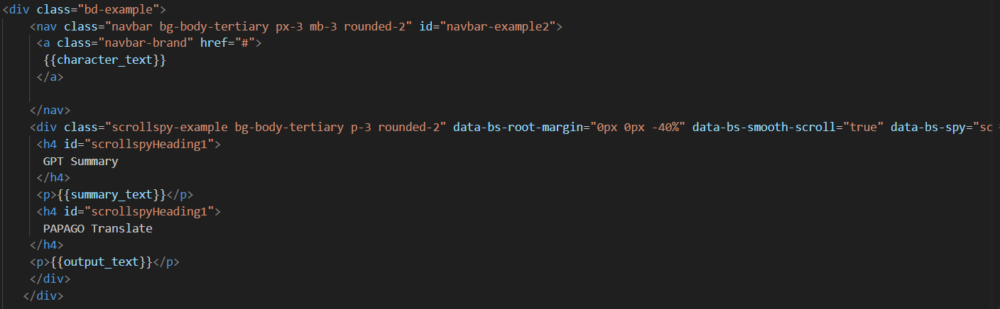 <div class="bd-example">
<nav class="navbar bg-body-tertiary px-3 mb-3 rounded-2" id="navbar-example2">
<a class="navbar-brand" href="#">
{{character_text}}
</a>
</nav>
<div class="scrollspy-example bg-body-tertiary p-3 rounded-2" data-bs-root-margin="0px 0px -40%" data-bs-smooth-scroll="true" data-bs-spy="sc
<h4 id="scrollspyHeading1">
GPT Summary
</h4>
<p>{{summary_text}}</p>
<h4 id="scrollspyHeading1">
PAPAGO Translate
</h4>
<p>{{output_text}}</p>
</div>
</div>